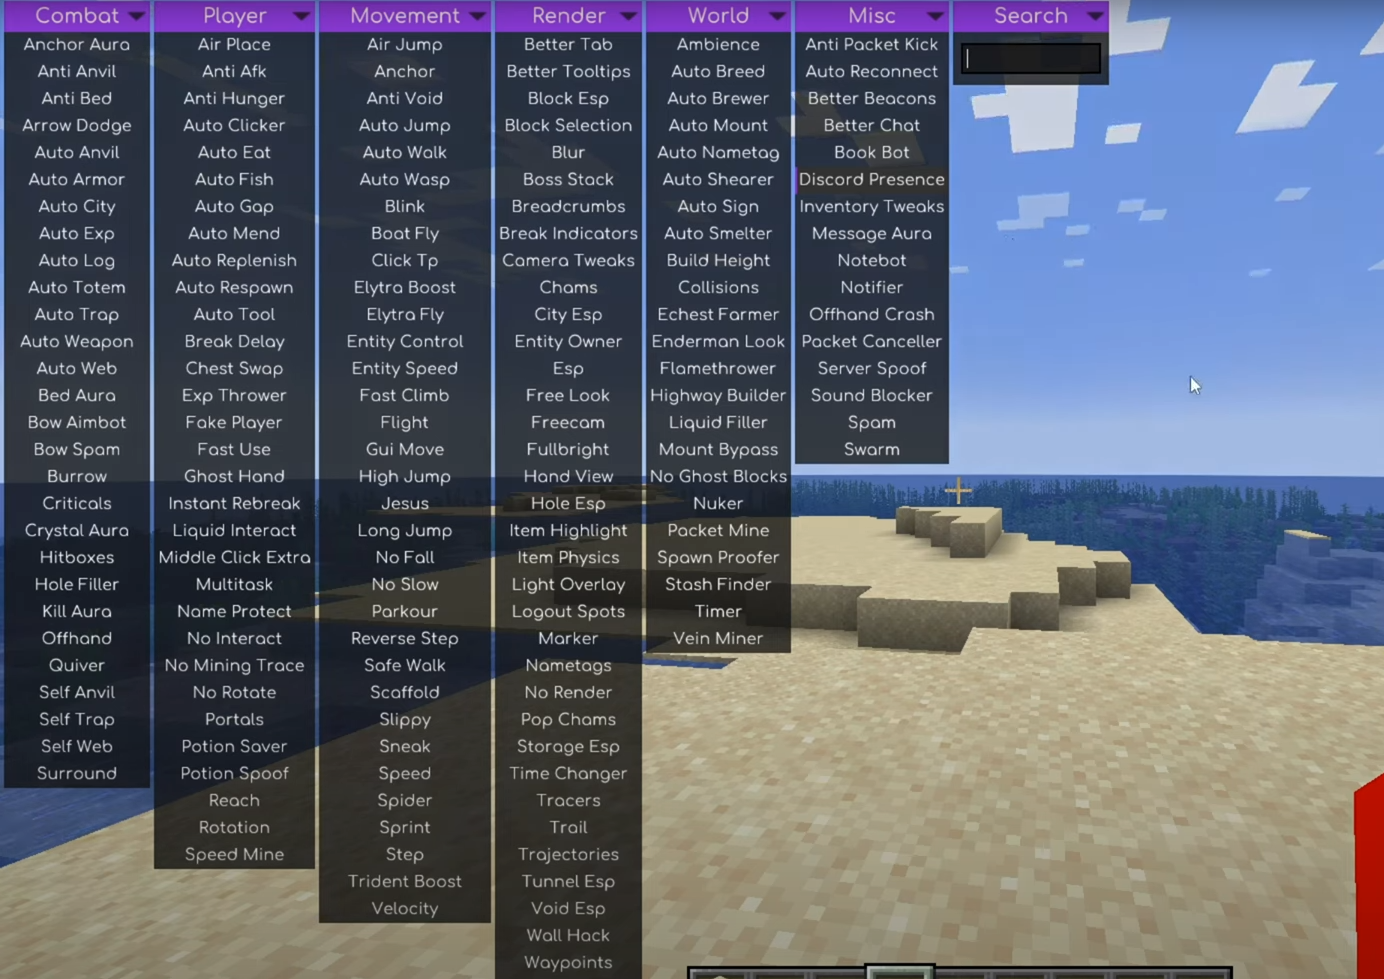 Combat
Anchor Aura
Anti Anvil
Anti Bed
Arrow Dodge
Auto Anvil
Auto Armor
Auto City
Auto Exp
Auto Log
Auto Totem
Auto Trap
Auto Weapon
Auto Web
Bed Aura
Bow Aimbot
Bow Spam
Burrow
Criticals
Crystal Aura
Hitboxes
Hole Filler
Kill Aura
Offhand
Quiver
Self Anvil
Self Trap
Self Web
Surround
Player
Air Place
Anti Afk
Anti Hunger
Auto Clicker
Auto Eat
Auto Fish
Auto Gap
Auto Mend
Auto Replenish
Auto Respawn
Auto Tool
Break Delay
Chest Swap
Exp Thrower
Fake Player
Fast Use
Ghost Hand
Instant Rebreak
Liquid Interact
Middle Click Extra
Multitask
Name Protect
No Interact
No Mining Trace
No Rotate
Portals
Potion Saver
Potion Spoof
Reach
Rotation
Speed Mine
Movement
Air Jump
Anchor
Anti Void
Auto Jump
Auto Walk
Auto Wasp
Blink
Boat Fly
Click Tp
Elytra Boost
Elytra Fly
Entity Control
Entity Speed
Fast Climb
Flight
Gui Move
High Jump
Jesus
Long Jump
No Fall
No Slow
Parkour
Reverse Step
Safe Walk
Scaffold
Slippy
Sneak
Speed
Spider
Sprint
Step
Trident Boost
Velocity
Render
Better Tab
Better Tooltips
Block Esp
Block Selection
Blur
Boss Stack
Breadcrumbs
Break Indicators
Camera Tweaks
Chams
City Esp
Entity Owner
Esp
Free Look
Freecam
Fullbright
Hand View
Hole Esp
Item Highlight
Item Physics
Light Overlay
Logout Spots
Marker
Nametags
No Render
Pop Chams
Storage Esp
Time Changer
Tracers
Trail
Trajectories
Tunnel Esp
Void Esp
Wall Hack
Waypoints
World
Ambience
Auto Breed
Auto Brewer
Auto Mount
Auto Nametag
Auto Shearer
Auto Sign
Auto Smelter
Build Height
Collisions
Echest Farmer
Enderman Look
Flamethrower
Highway Builder
Liquid Filler
Mount Bypass
No Ghost Blocks
Nuker
Packet Mine
Spawn Proofer
Stash Finder
Timer
Vein Miner
Misc
Anti Packet Kick
Auto Reconnect
Better Beacons
Better Chat
Book Bot
Discord Presence
Inventory Tweaks
Message Aura
Notebot
Notifier
Offhand Crash
Packet Canceller
Server Spoof
Sound Blocker
Spam
Swarm
Search